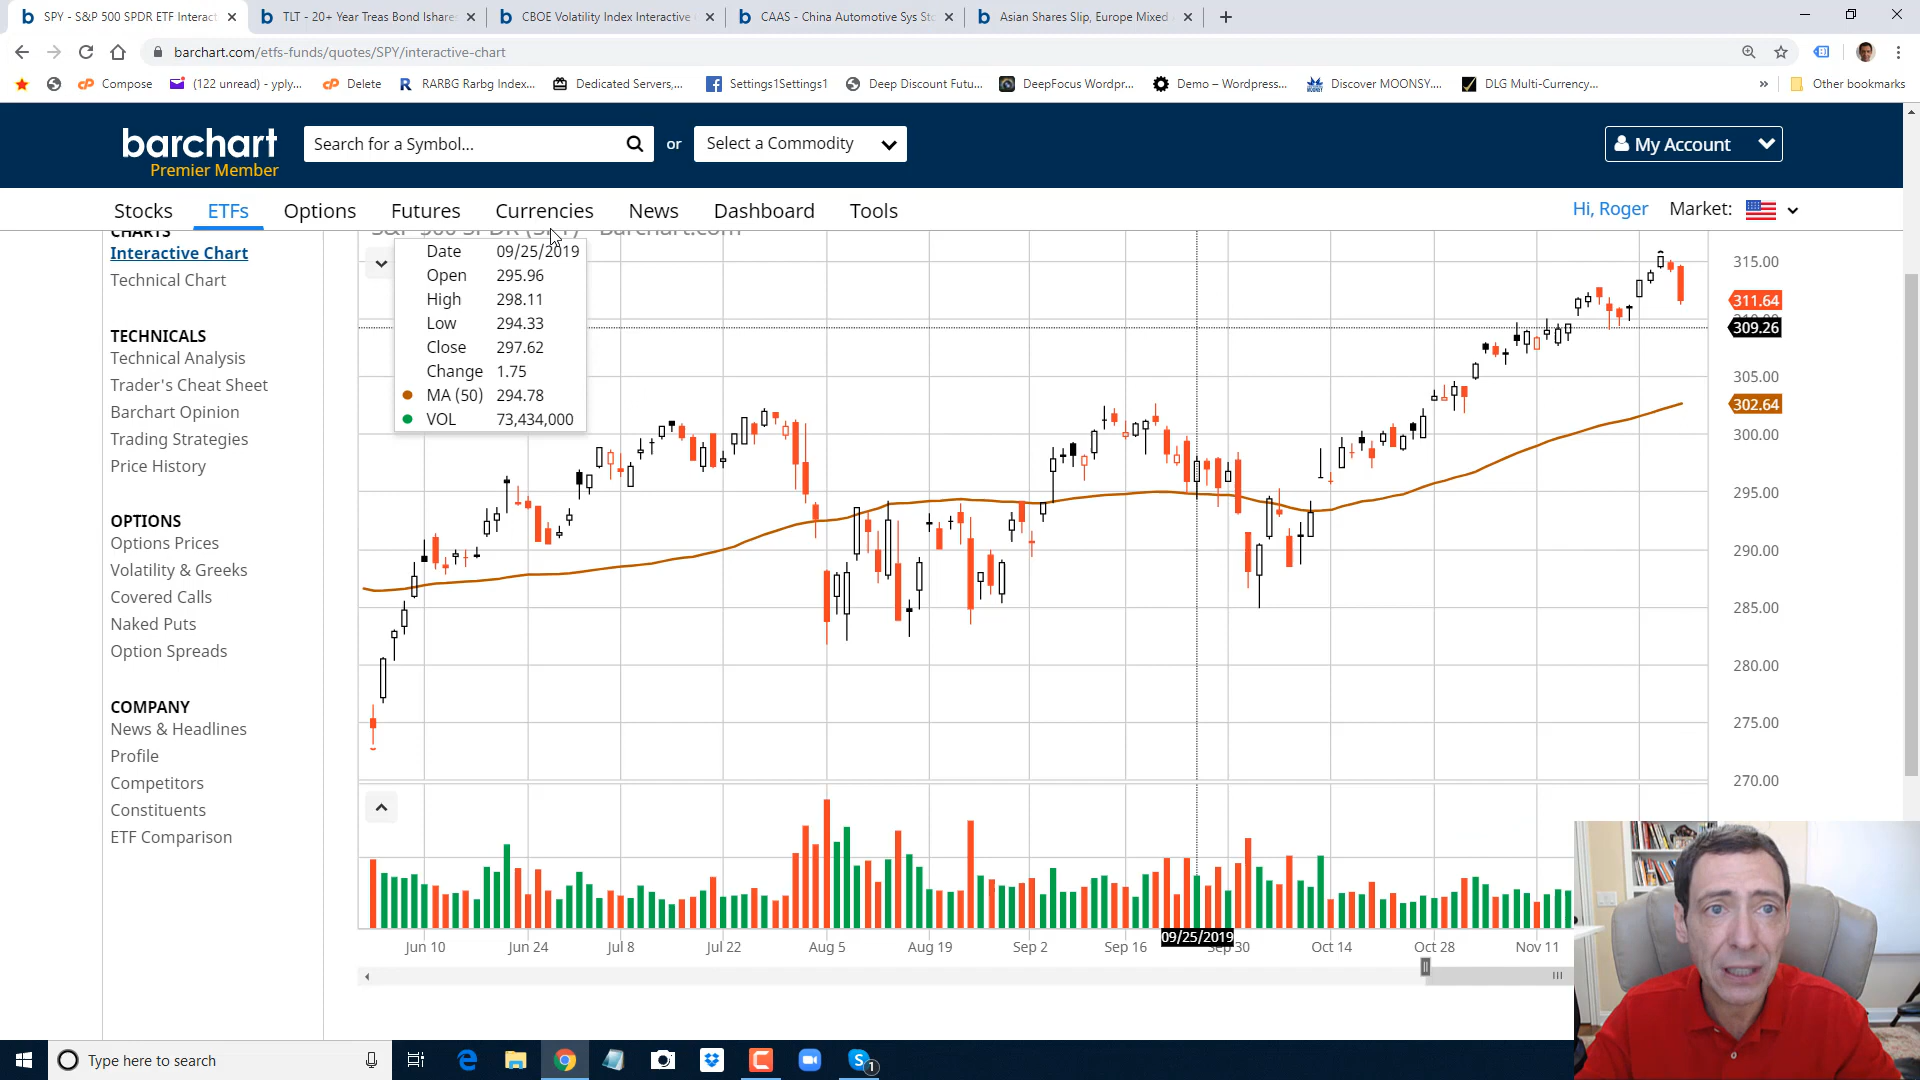 SPY - S&P 500 SPDR ETF Interact
TLT - 20+ Year Treas Bond Ishare
CBOE Volatility Index Interactive
CAAS - China Automotive Sys Sto
Asian Shares Slip, Europe Mixed
barchart.com/etfs-funds/quotes/SPY/interactive-chart
Compose
(122 unread) - yply...
Delete
RARBG Rarbg Index...
Dedicated Servers,...
Settings1Settings1
Deep Discount Futu...
DeepFocus Wordpr...
Demo – Wordpress...
Discover MOONSY....
DLG Multi-Currency...
»
Other bookmarks
barchart
Premier Member
Search for a Symbol...
or
Select a Commodity
My Account
Stocks
ETFs
Options
Futures
Currencies
News
Dashboard
Tools
Hi, Roger
Market:
CHARTS
Interactive Chart
Technical Chart
TECHNICALS
Technical Analysis
Trader's Cheat Sheet
Barchart Opinion
Trading Strategies
Price History
OPTIONS
Options Prices
Volatility & Greeks
Covered Calls
Naked Puts
Option Spreads
COMPANY
News & Headlines
Profile
Competitors
Constituents
ETF Comparison
S&P 500 SPDR (SPY) - Barchart.com
Date 09/25/2019
Open 295.96
High 298.11
Low 294.33
Close 297.62
Change 1.75
MA (50) 294.78
VOL 73,434,000
315.00
311.64
309.26
305.00
302.64
300.00
295.00
290.00
285.00
280.00
275.00
270.00
Jun 10
Jun 24
Jul 8
Jul 22
Aug 5
Aug 19
Sep 2
Sep 16
09/25/2019
Sep 30
Oct 14
Oct 28
Nov 11
Type here to search
1